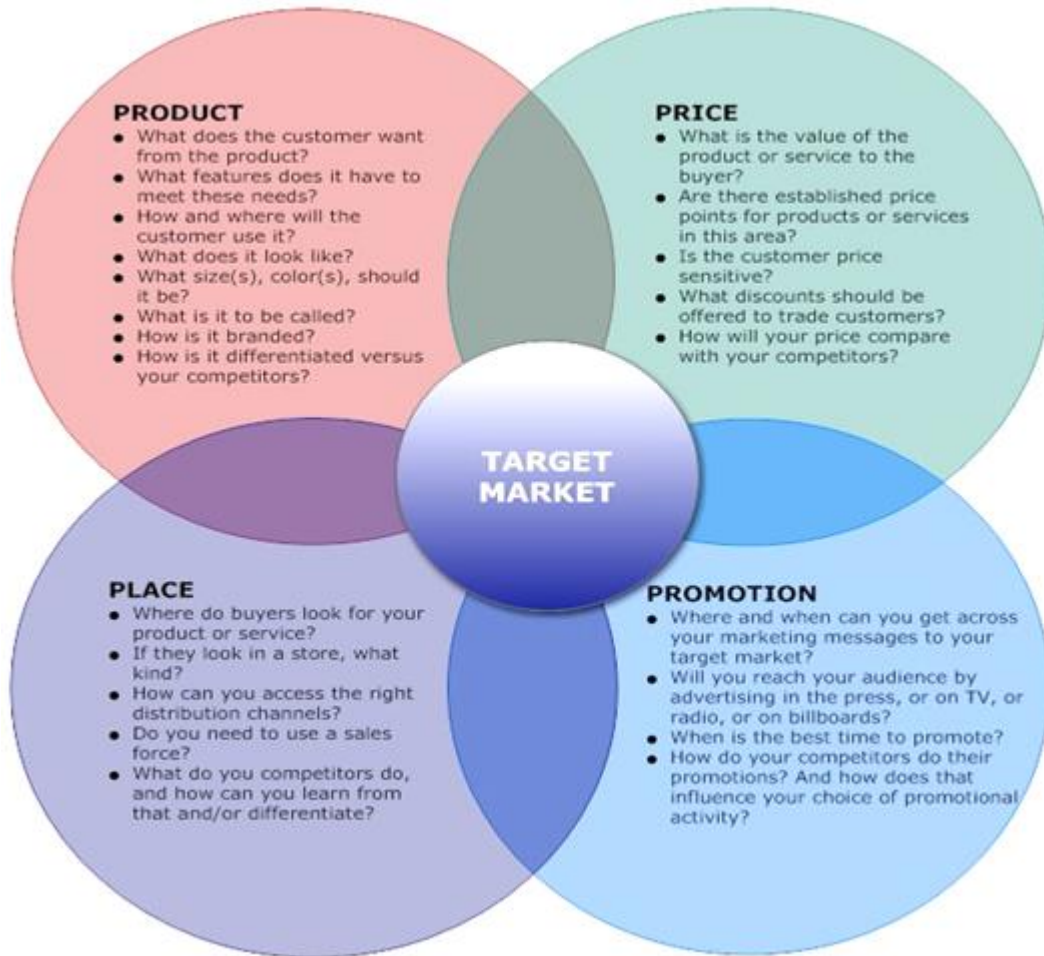 PRODUCT
● What does the customer want
from the product?
● What features does it have to
meet these needs?
● How and where will the
customer use it?
● What does it look like?
● What size(s), color(s), should
it be?
● What is it to be called?
● How is it branded?
● How is it differentiated versus
your competitors?
PRICE
● What is the value of the
product or service to the
buyer?
● Are there established price
points for products or services
in this area?
● Is the customer price
sensitive?
● What discounts should be
offered to trade customers?
● How will your price compare
with your competitors?
TARGET
MARKET
PLACE
● Where do buyers look for your
product or service?
● If they look in a store, what
kind?
● How can you access the right
distribution channels?
● Do you need to use a sales
force?
● What do you competitors do,
and how can you learn from
that and/or differentiate?
PROMOTION
● Where and when can you get across
your marketing messages to your
target market?
● Will you reach your audience by
advertising in the press, or on TV, or
radio, or on billboards?
● When is the best time to promote?
● How do your competitors do their
promotions? And how does that
influence your choice of promotional
activity?